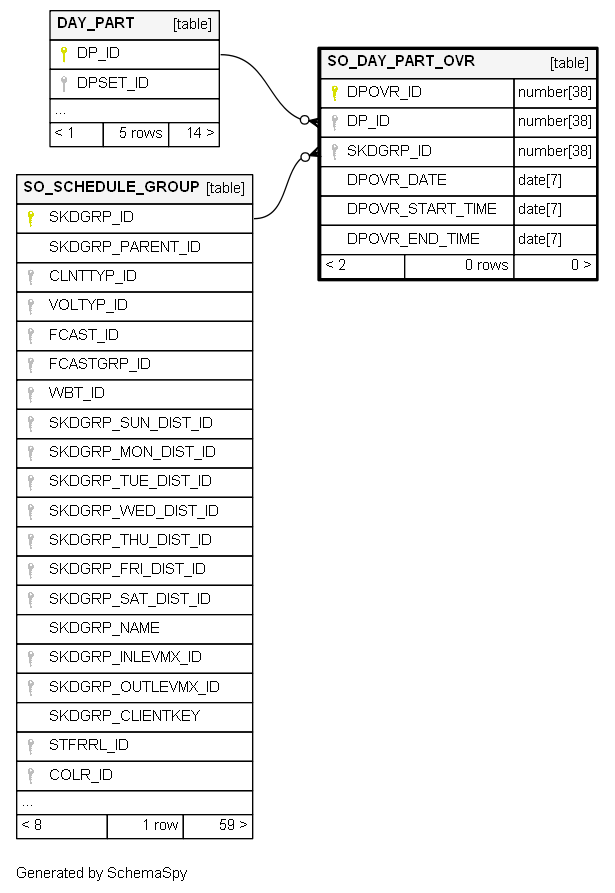 DAY_PART [table]
DP_ID
DPSET_ID
...
< 1 5 rows 14 >
SO_DAY_PART_OVR [table]
DPOVR_ID number[38]
DP_ID number[38]
SKDGRP_ID number[38]
DPOVR_DATE date[7]
DPOVR_START_TIME date[7]
DPOVR_END_TIME date[7]
< 2 0 rows 0 >
SO_SCHEDULE_GROUP [table]
SKDGRP_ID
SKDGRP_PARENT_ID
CLNTTYP_ID
VOLTYP_ID
FCAST_ID
FCASTGRP_ID
WBT_ID
SKDGRP_SUN_DIST_ID
SKDGRP_MON_DIST_ID
SKDGRP_TUE_DIST_ID
SKDGRP_WED_DIST_ID
SKDGRP_THU_DIST_ID
SKDGRP_FRI_DIST_ID
SKDGRP_SAT_DIST_ID
SKDGRP_NAME
SKDGRP_INLEVMX_ID
SKDGRP_OUTLEVMX_ID
SKDGRP_CLIENTKEY
STFRRL_ID
COLR_ID
...
< 8 1 row 59 >
Generated by SchemaSpy